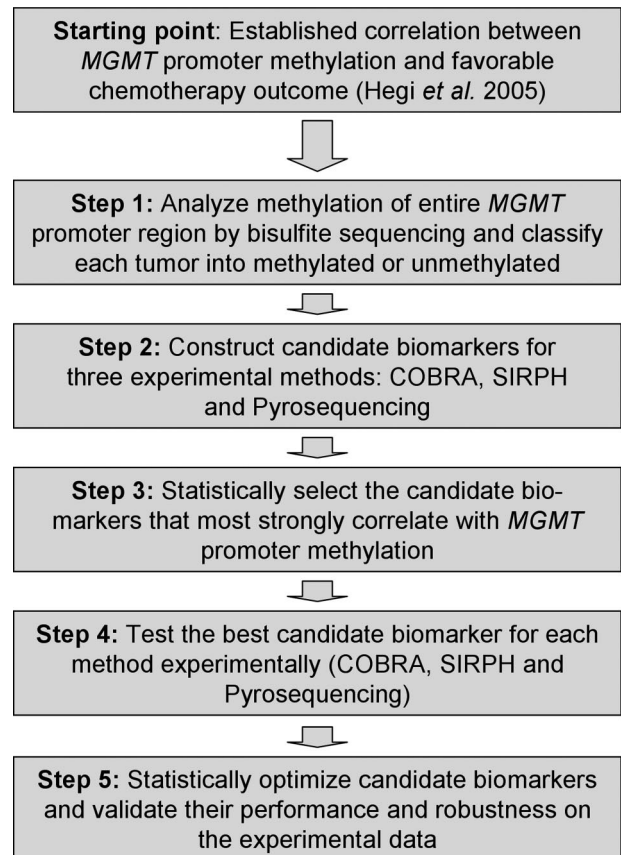 Starting point: Established correlation between
MGMT promoter methylation and favorable
chemotherapy outcome (Hegi et al. 2005)
Step 1: Analyze methylation of entire MGMT
promoter region by bisulfite sequencing and classify
each tumor into methylated or unmethylated
Step 2: Construct candidate biomarkers for
three experimental methods: COBRA, SIRPH
and Pyrosequencing
Step 3: Statistically select the candidate bio-
markers that most strongly correlate with MGMT
promoter methylation
Step 4: Test the best candidate biomarker for each
method experimentally (COBRA, SIRPH and
Pyrosequencing)
Step 5: Statistically optimize candidate biomarkers
and validate their performance and robustness on
the experimental data